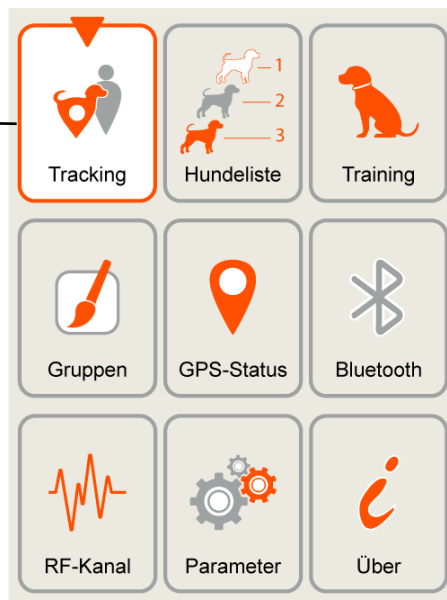 1
2
3
Tracking
Hundeliste
Training
Gruppen
GPS-Status
Bluetooth
RF-Kanal
Parameter
Über